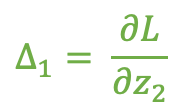 Δ₁ = ∂L/∂z₂